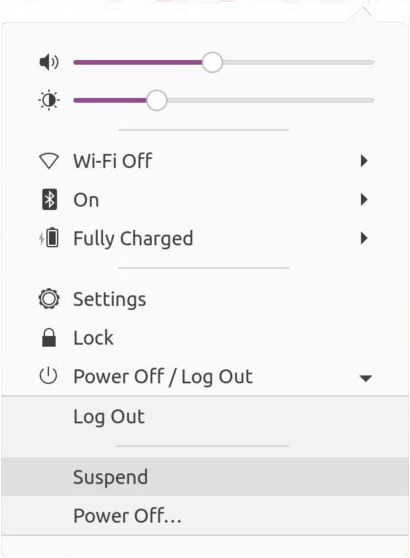 Wi-Fi Off
On
Fully Charged
Settings
Lock
Power Off / Log Out
Log Out
Suspend
Power Off...